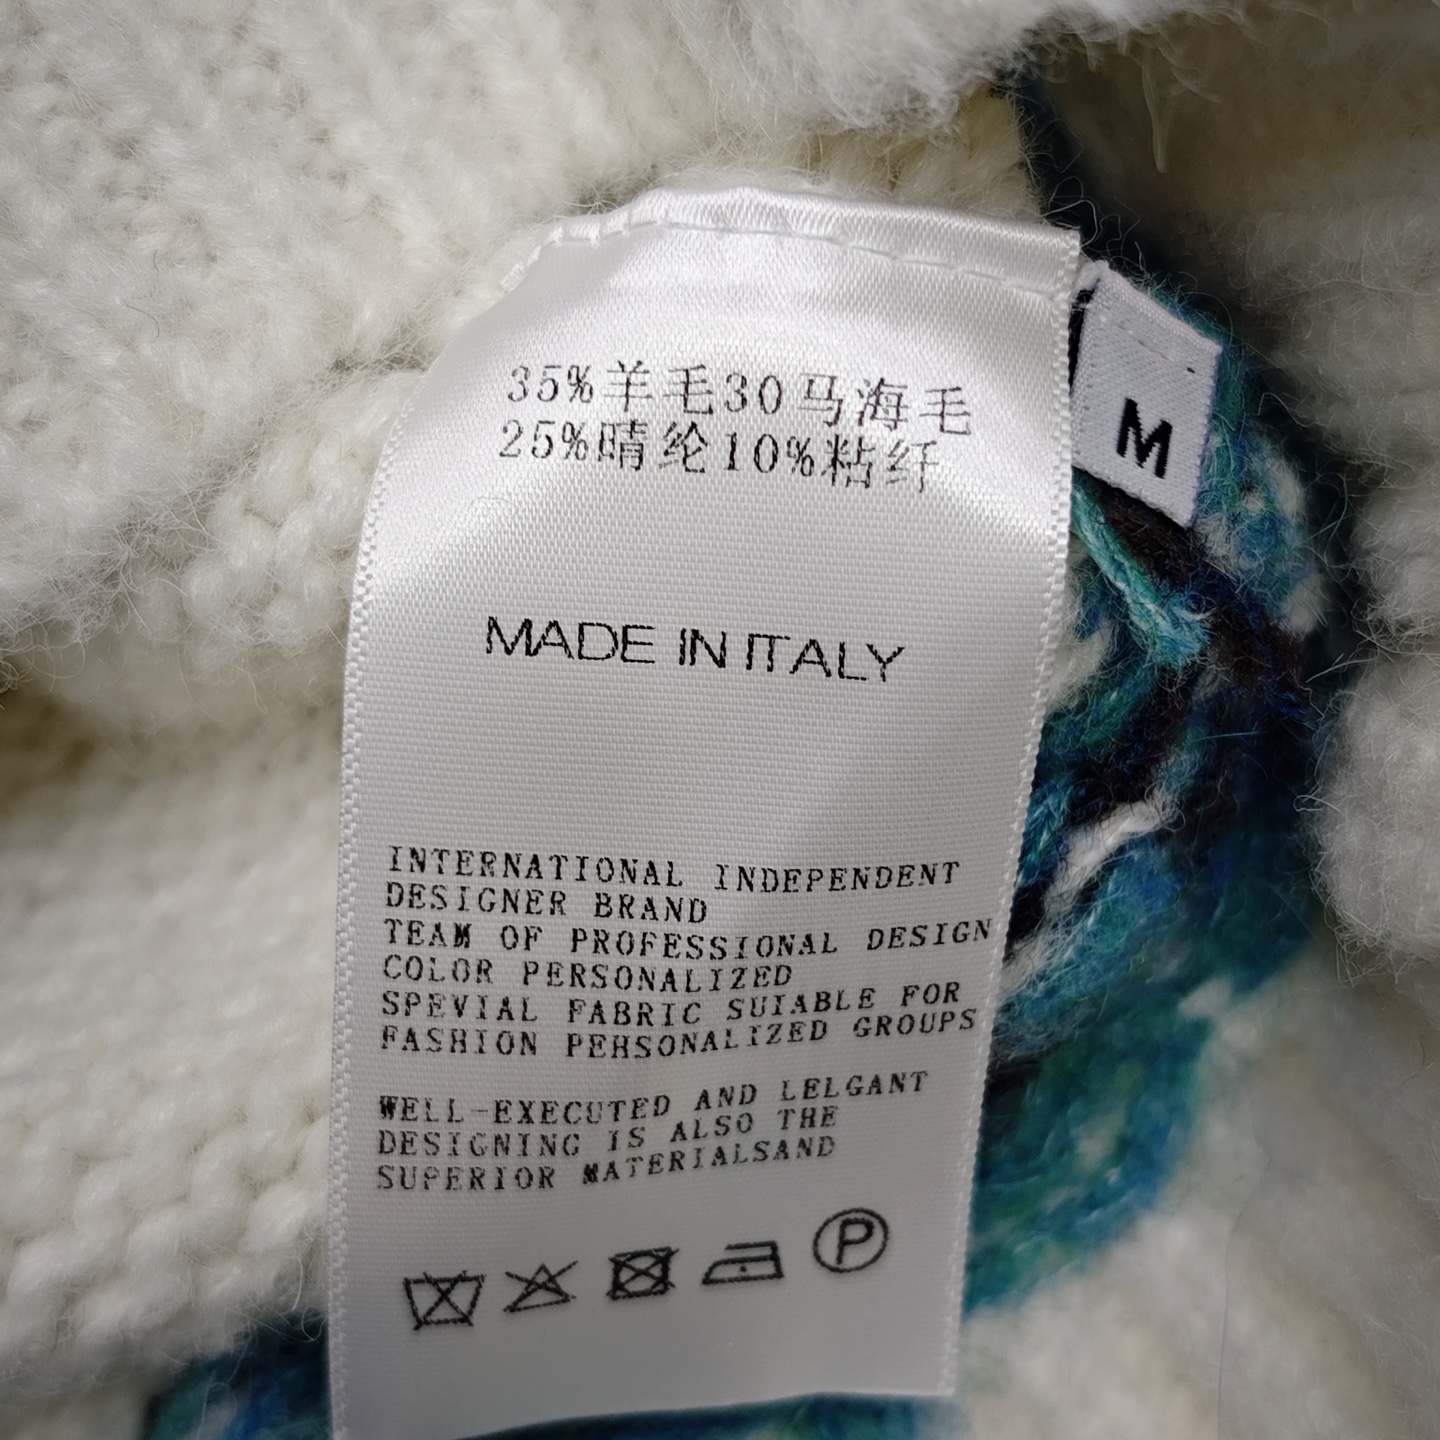 35%羊毛30马海毛
25%晴纶10%粘纤
M
MADE IN ITALY
INTERNATIONAL INDEPENDENT
DESIGNER BRAND
TEAM OF PROFESSIONAL DESIGN
COLOR PERSONALIZED
SPEVIAL FABRIC SUIABLE FOR
FASHION PEHSONALIZED GROUPS
WELL-EXECUTED AND LELGANT
DESIGNING IS ALSO THE
SUPERIOR MATERIALSAND
P